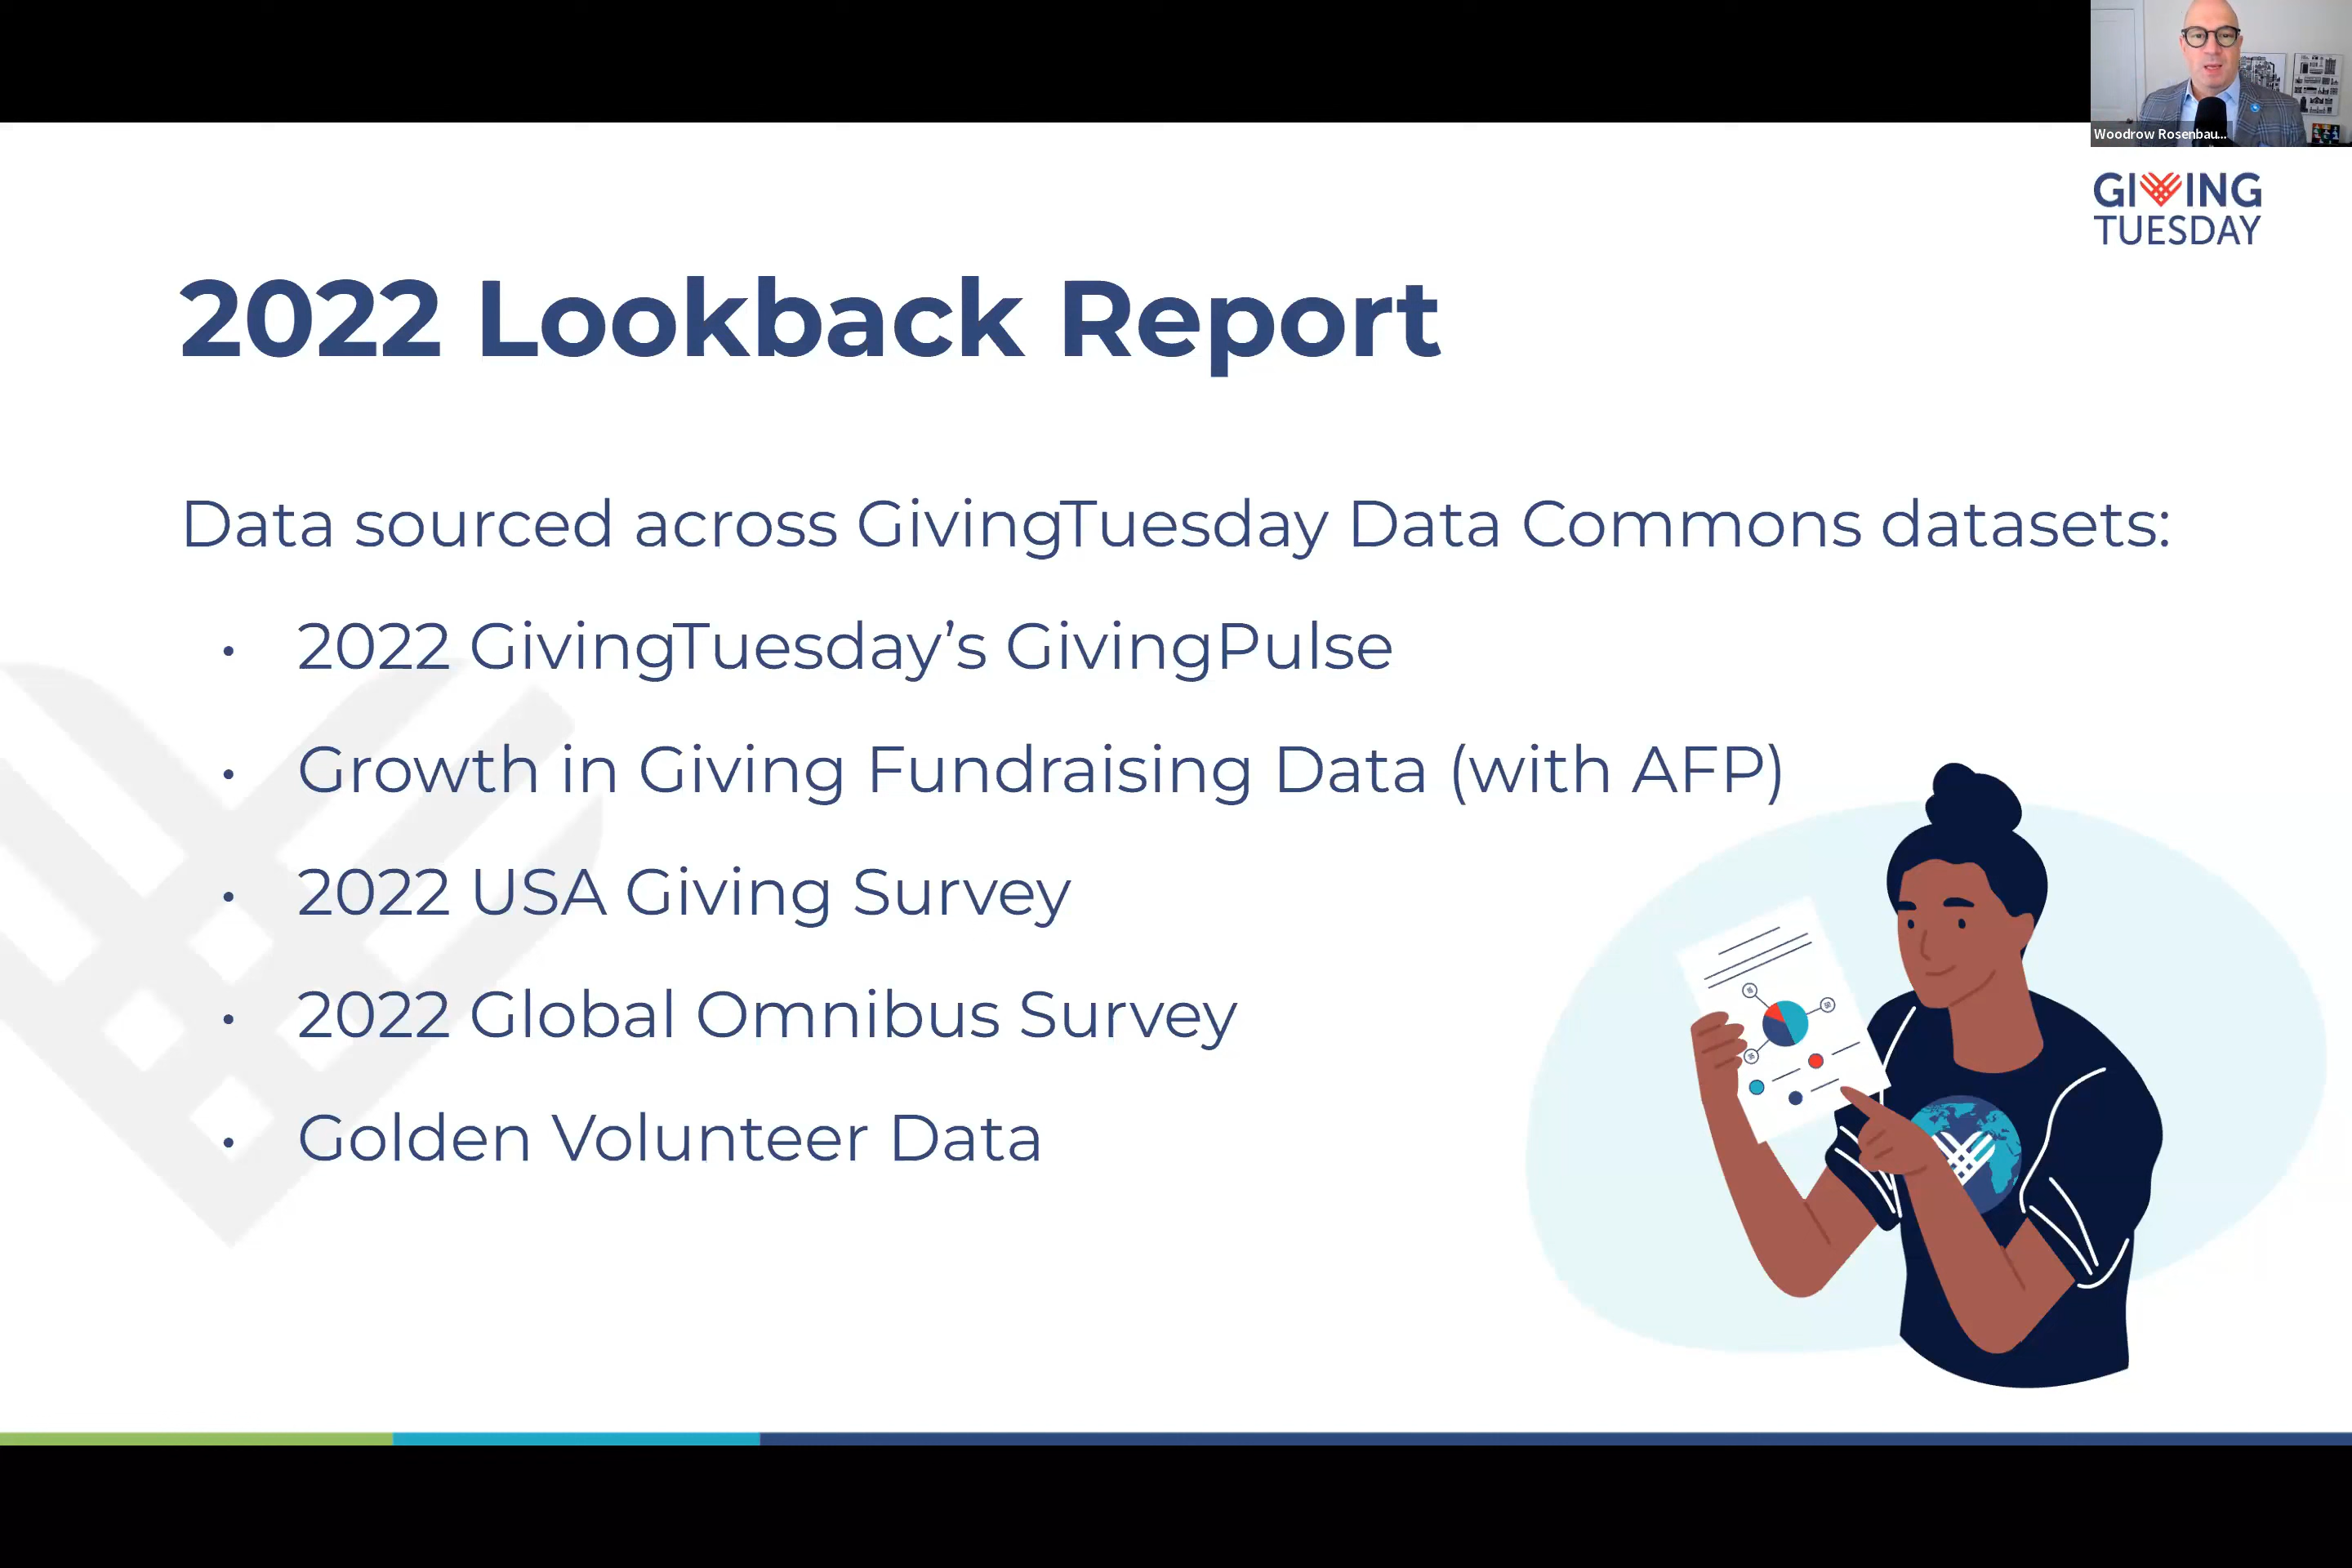 Woodrow Rosenbau...
GIVING
TUESDAY
2022 Lookback Report
Data sourced across GivingTuesday Data Commons datasets:
• 2022 GivingTuesday’s GivingPulse
• Growth in Giving Fundraising Data (with AFP)
• 2022 USA Giving Survey
• 2022 Global Omnibus Survey
• Golden Volunteer Data